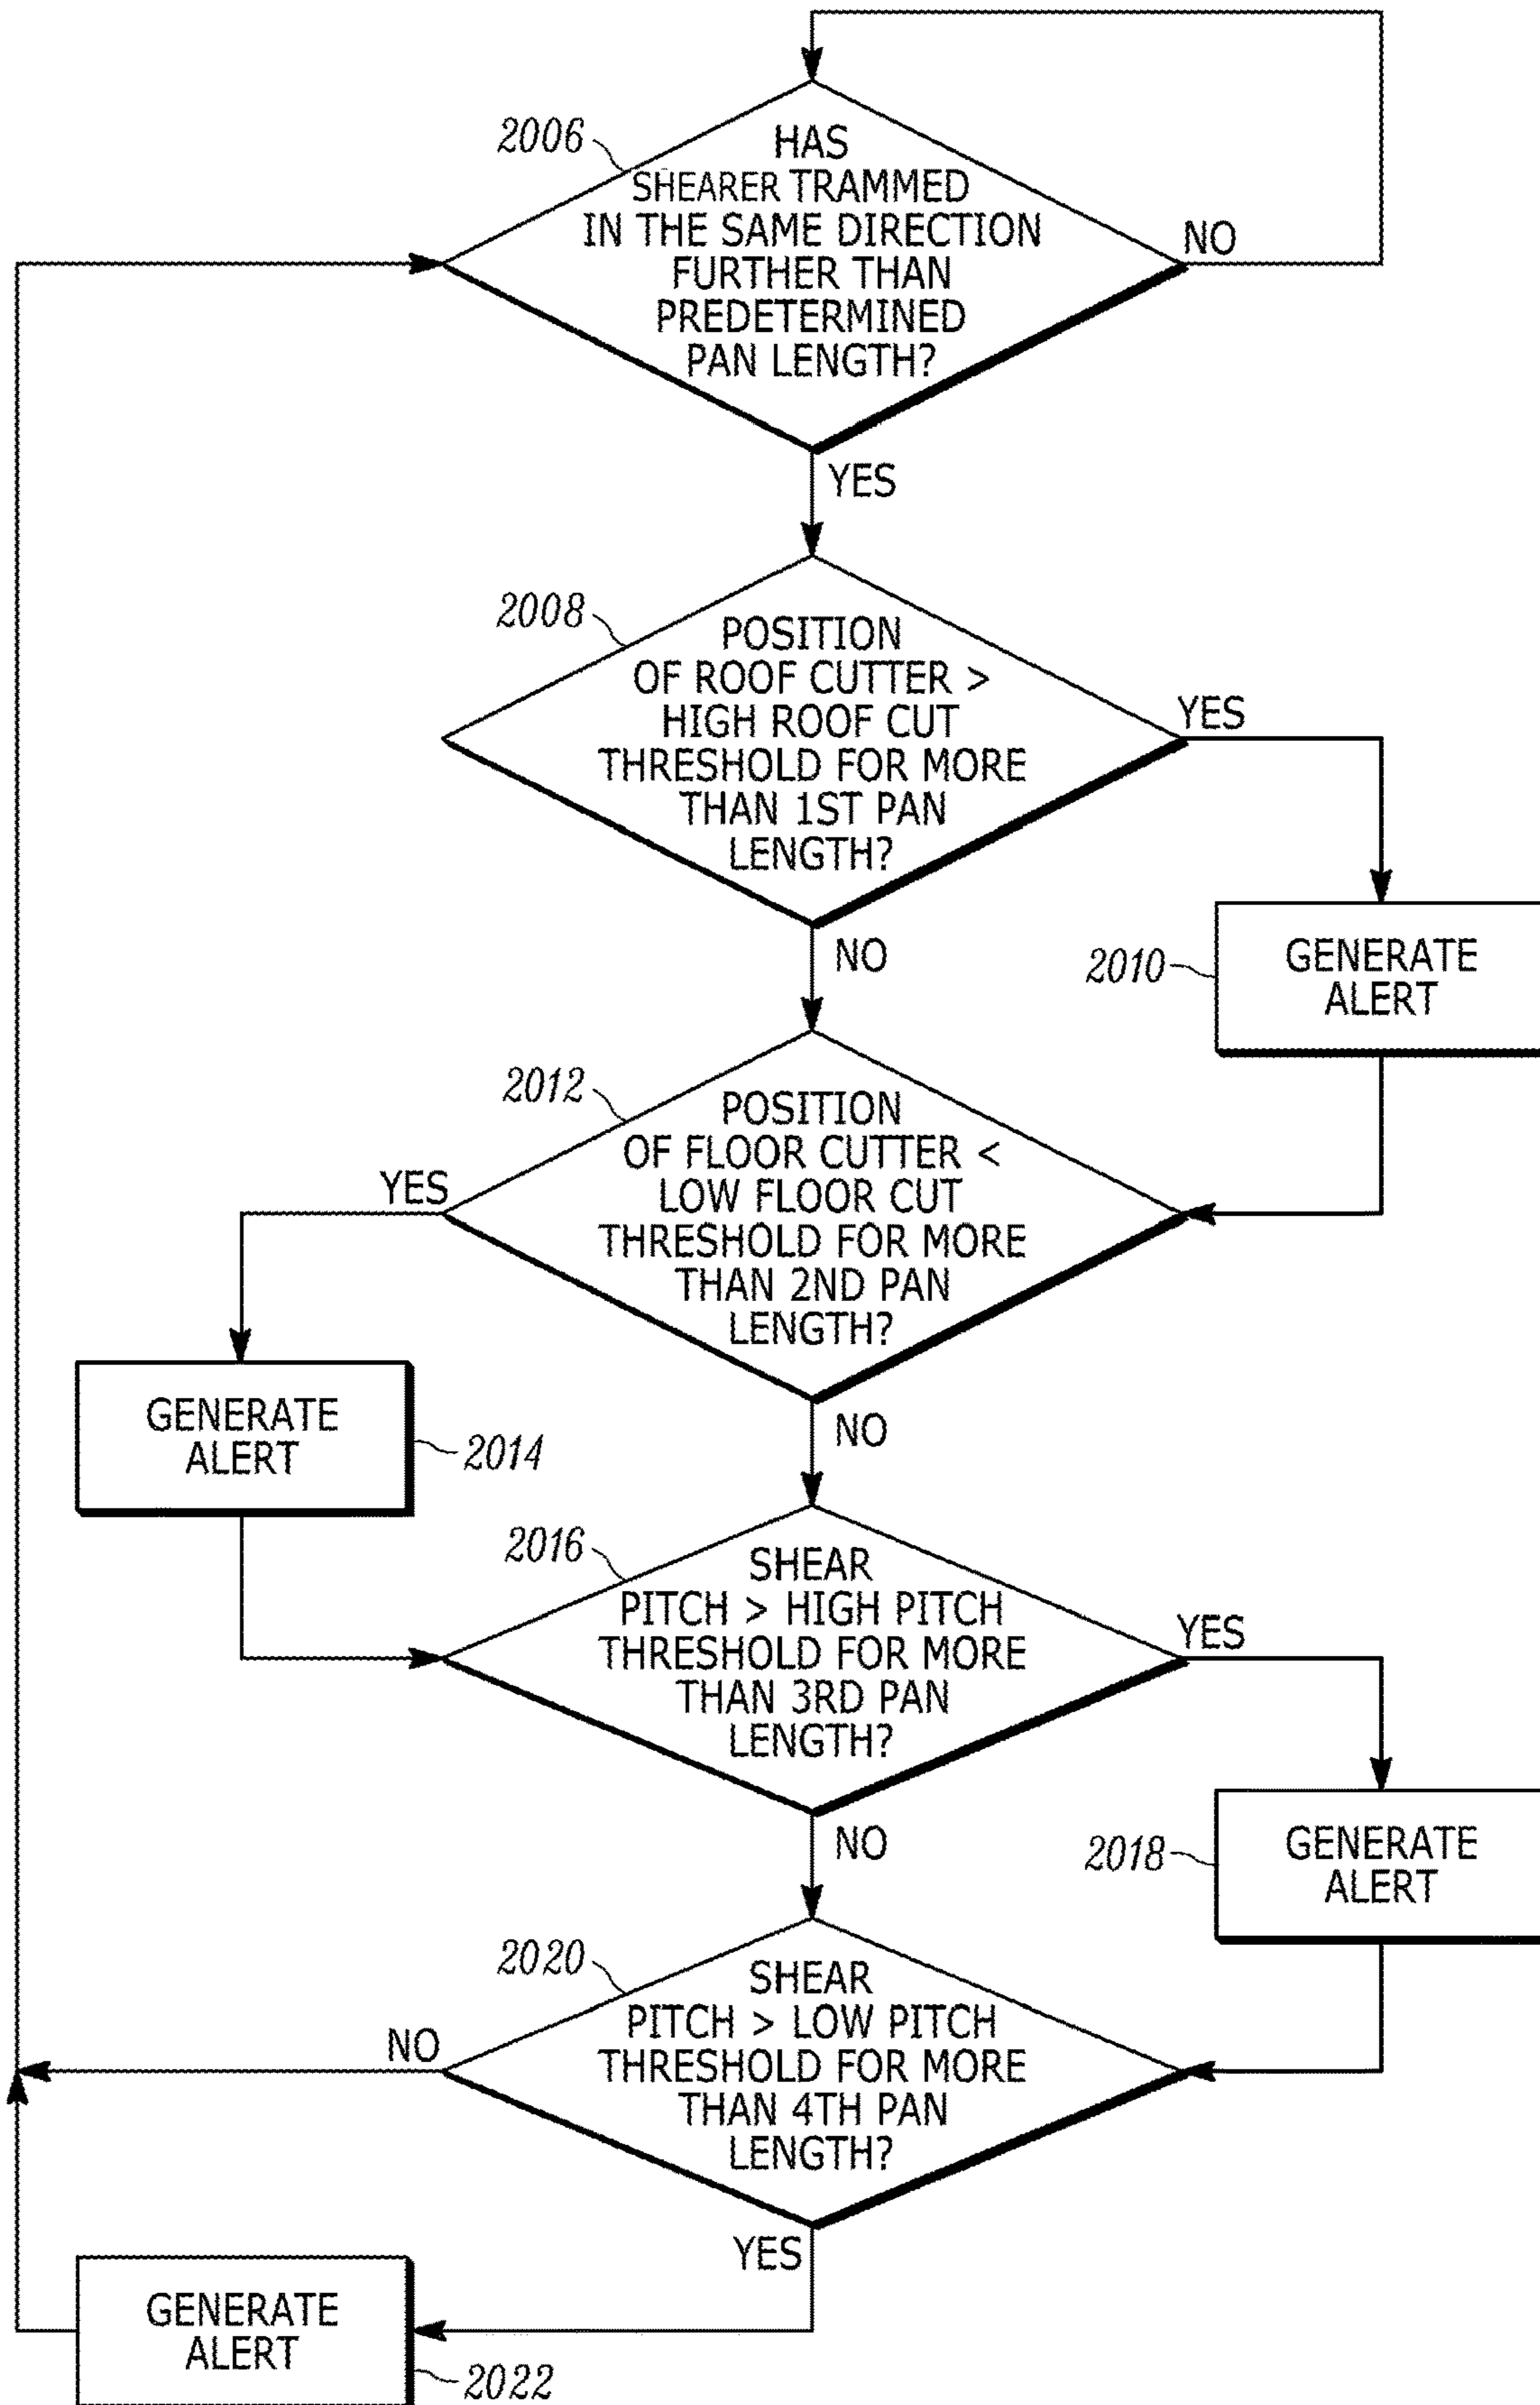 2006
HAS
SHEARER TRAMMED
IN THE SAME DIRECTION
FURTHER THAN
PREDETERMINED
PAN LENGTH?
NO
YES
2008
POSITION
OF ROOF CUTTER >
HIGH ROOF CUT
THRESHOLD FOR MORE
THAN 1ST PAN
LENGTH?
YES
NO
2010
GENERATE
ALERT
2012
POSITION
OF FLOOR CUTTER <
LOW FLOOR CUT
THRESHOLD FOR MORE
THAN 2ND PAN
LENGTH?
YES
NO
GENERATE
ALERT
2014
2016
SHEAR
PITCH > HIGH PITCH
THRESHOLD FOR MORE
THAN 3RD PAN
LENGTH?
YES
NO
2018
GENERATE
ALERT
2020
SHEAR
PITCH > LOW PITCH
THRESHOLD FOR MORE
THAN 4TH PAN
LENGTH?
NO
YES
GENERATE
ALERT
2022